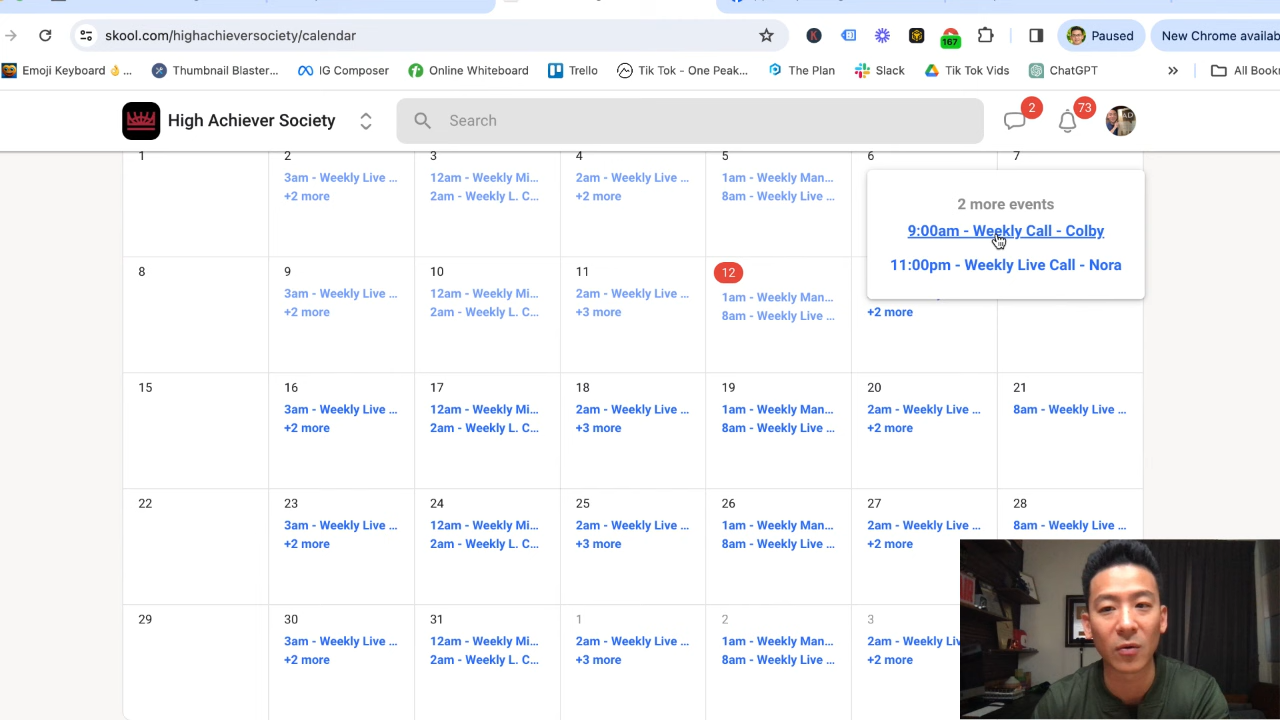 skool.com/highachieversociety/calendar
167
Paused
New Chrome availab
Emoji Keyboard 👌...
Thumbnail Blaster...
IG Composer
Online Whiteboard
Trello
Tik Tok - One Peak...
The Plan
Slack
Tik Tok Vids
ChatGPT
»
All Book
High Achiever Society
Search
2
73
1 2 3 4 5 6 7
3am - Weekly Live ... 12am - Weekly Mi... 2am - Weekly Live ... 1am - Weekly Man...
+2 more 2am - Weekly L. C... +2 more 8am - Weekly Live ...
2 more events
9:00am - Weekly Call - Colby
11:00pm - Weekly Live Call - Nora
8 9 10 11 12
3am - Weekly Live ... 12am - Weekly Mi... 2am - Weekly Live ... 1am - Weekly Man...
+2 more 2am - Weekly L. C... +3 more 8am - Weekly Live ... +2 more
15 16 17 18 19 20 21
3am - Weekly Live ... 12am - Weekly Mi... 2am - Weekly Live ... 1am - Weekly Man... 2am - Weekly Live ... 8am - Weekly Live ...
+2 more 2am - Weekly L. C... +3 more 8am - Weekly Live ... +2 more
22 23 24 25 26 27 28
3am - Weekly Live ... 12am - Weekly Mi... 2am - Weekly Live ... 1am - Weekly Man... 2am - Weekly Live ... 8am - Weekly Live ...
+2 more 2am - Weekly L. C... +3 more 8am - Weekly Live ... +2 more
29 30 31 1 2 3
3am - Weekly Live ... 12am - Weekly Mi... 2am - Weekly Live ... 1am - Weekly Man... 2am - Weekly Liv
+2 more 2am - Weekly L. C... +3 more 8am - Weekly Live ... +2 more